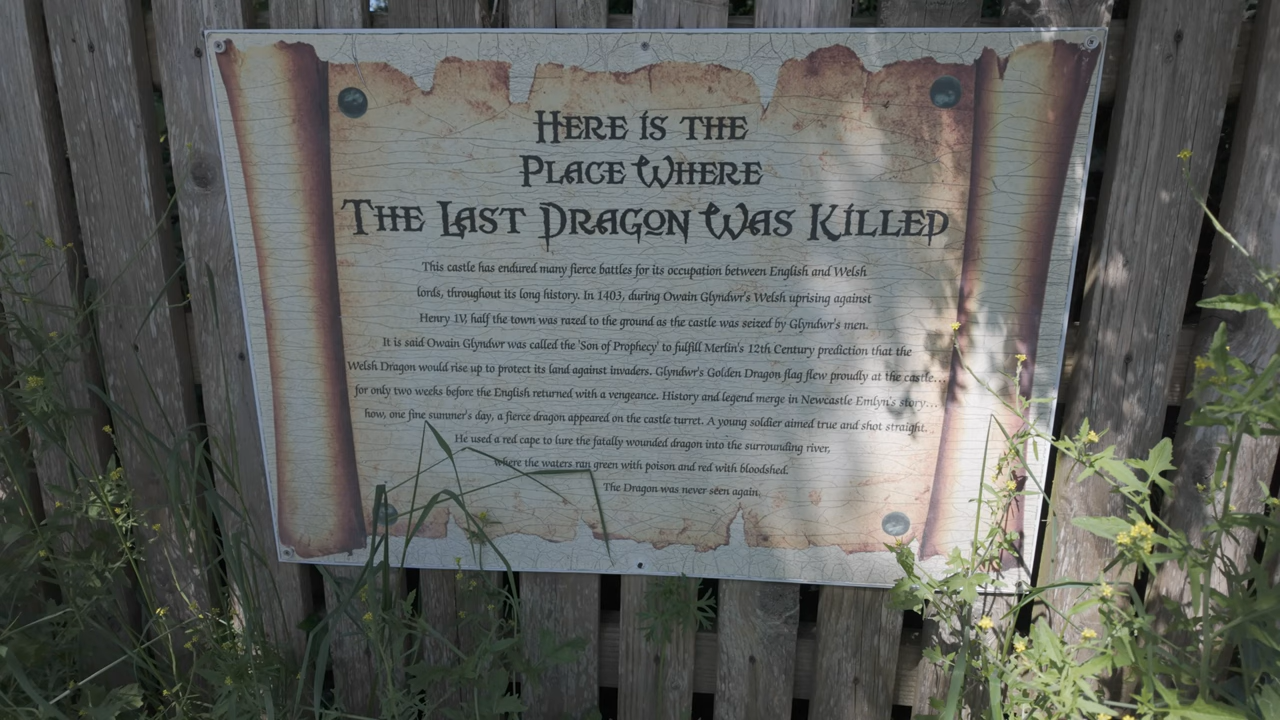 Here is the
Place Where
The Last Dragon Was Killed
This castle has endured many fierce battles for its occupation between English and Welsh
lords, throughout its long history. In 1403, during Owain Glyndwr's Welsh uprising against
Henry IV, half the town was razed to the ground as the castle was seized by Glyndwr's men.
It is said Owain Glyndwr was called the 'Son of Prophecy' to fulfill Merlin's 12th Century prediction that the
Welsh Dragon would rise up to protect its land against invaders. Glyndwr's Golden Dragon flag flew proudly at the castle...
for only two weeks before the English returned with a vengeance. History and legend merge in Newcastle Emlyn's story...
how, one fine summer's day, a fierce dragon appeared on the castle turret. A young soldier aimed true and shot straight.
He used a red cape to lure the fatally wounded dragon into the surrounding river,
where the waters ran green with poison and red with bloodshed.
The Dragon was never seen again.